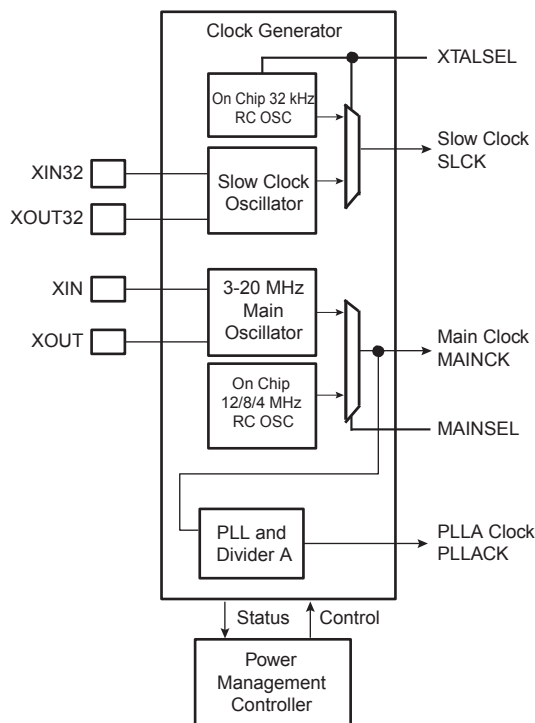 Clock Generator
XTALSEL
On Chip 32 kHz
RC OSC
Slow Clock
SLCK
XIN32
Slow Clock
Oscillator
XOUT32
XIN
3-20 MHz
Main
Oscillator
XOUT
Main Clock
MAINCK
On Chip
12/8/4 MHz
RC OSC
MAINSEL
PLL and
Divider A
PLLA Clock
PLLACK
Status
Control
Power
Management
Controller